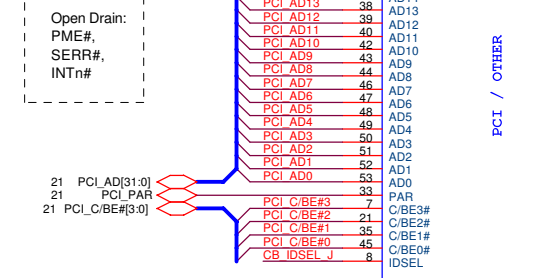 Open Drain:
PME#,
SERR#,
INTn#
PCI_AD13 38 AD13
PCI_AD12 39 AD12
PCI_AD11 40 AD11
PCI_AD10 42 AD10
PCI_AD9 43 AD9
PCI_AD8 44 AD8
PCI_AD7 46 AD7
PCI_AD6 47 AD6
PCI_AD5 48 AD5
PCI_AD4 49 AD4
PCI_AD3 50 AD3
PCI_AD2 51 AD2
PCI_AD1 52 AD1
PCI_AD0 53 AD0
21 PCI_AD[31:0]
21 PCI_PAR 33 PAR
21 PCI_C/BE#[3:0]
PCI_C/BE#3 7 C/BE3#
PCI_C/BE#2 21 C/BE2#
PCI_C/BE#1 35 C/BE1#
PCI_C/BE#0 45 C/BE0#
CB_IDSEL_J 8 IDSEL
PCI / OTHER